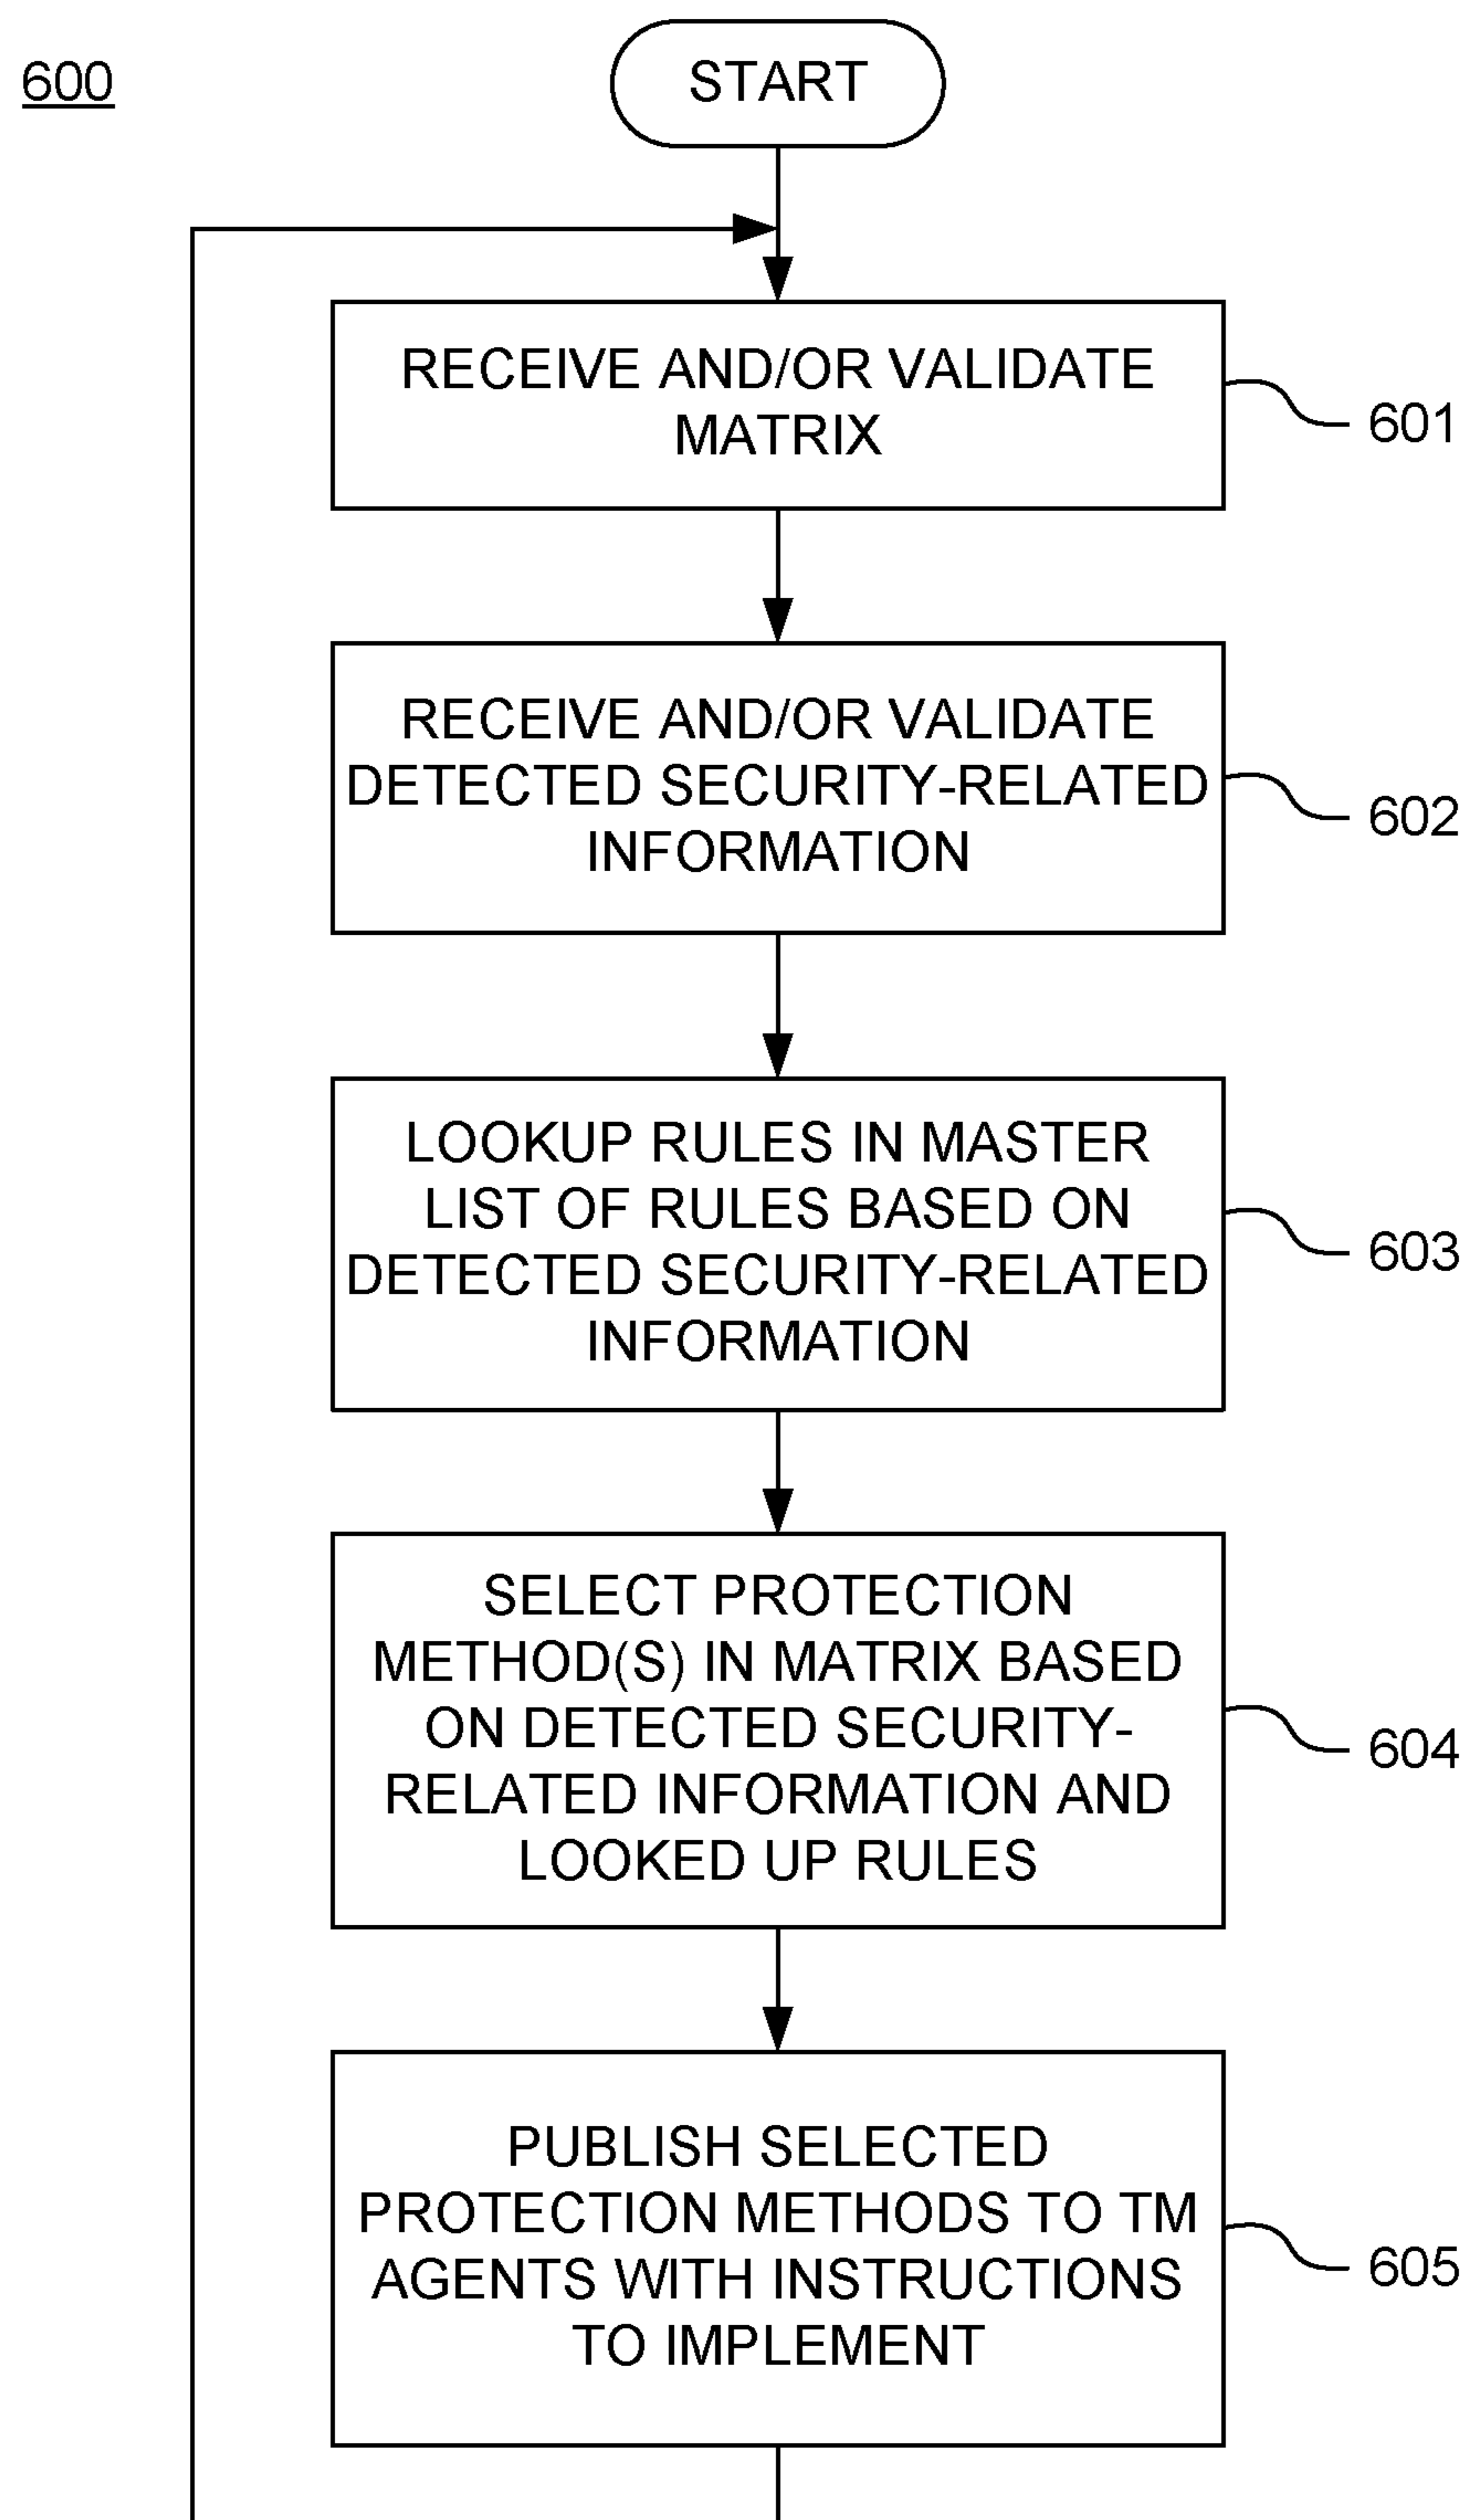 600
START
RECEIVE AND/OR VALIDATE
MATRIX
601
RECEIVE AND/OR VALIDATE
DETECTED SECURITY-RELATED
INFORMATION
602
LOOKUP RULES IN MASTER
LIST OF RULES BASED ON
DETECTED SECURITY-RELATED
INFORMATION
603
SELECT PROTECTION
METHOD(S) IN MATRIX BASED
ON DETECTED SECURITY-
RELATED INFORMATION AND
LOOKED UP RULES
604
PUBLISH SELECTED
PROTECTION METHODS TO TM
AGENTS WITH INSTRUCTIONS
TO IMPLEMENT
605